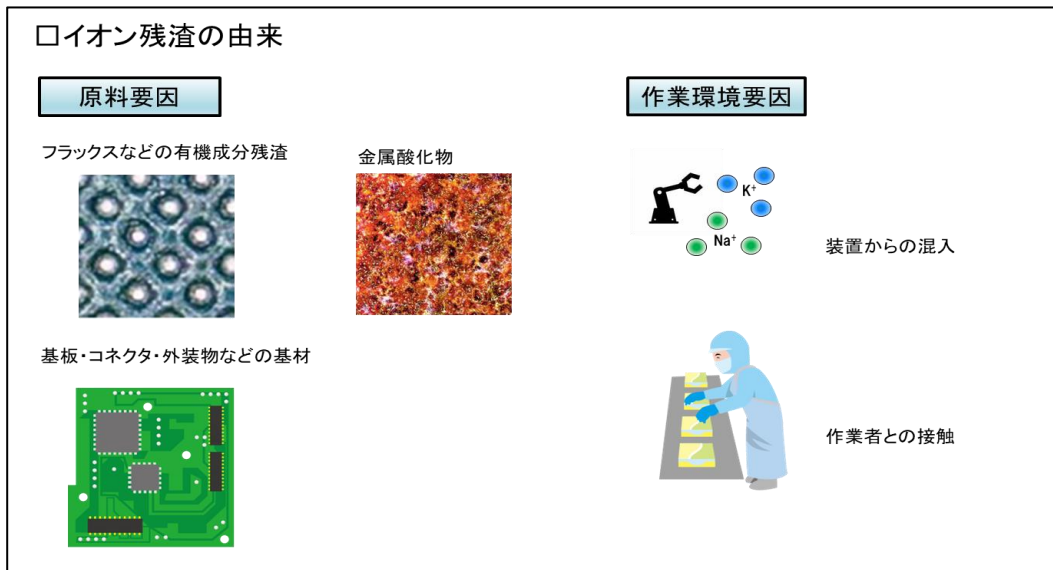 □イオン残渣の由来
原料要因
フラックスなどの有機成分残渣
金属酸化物
基板・コネクタ・外装物などの基材
作業環境要因
K⁺
Na⁺
装置からの混入
作業者との接触